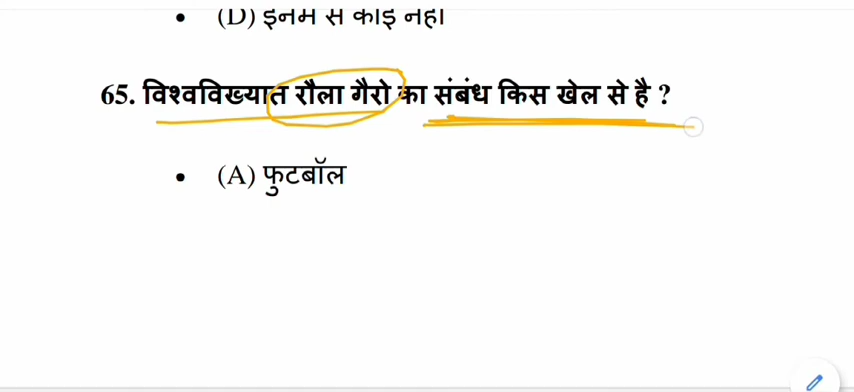 (D) इनमें से कोई नहीं
65. विश्वविख्यात रौला गैरो का संबंध किस खेल से है ?
(A) फुटबॉल